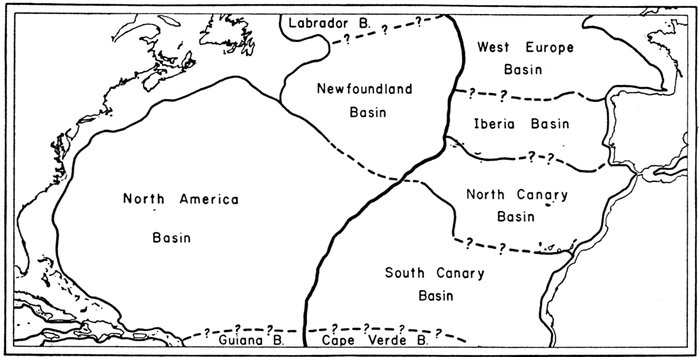 Labrador B.
? ? ?
West Europe
Basin
Newfoundland
Basin
? ?
Iberia Basin
? ?
North America
Basin
North Canary
Basin
? ?
South Canary
Basin
? ? ? ? ? ? ? ?
Guiana B.
Cape Verde B.